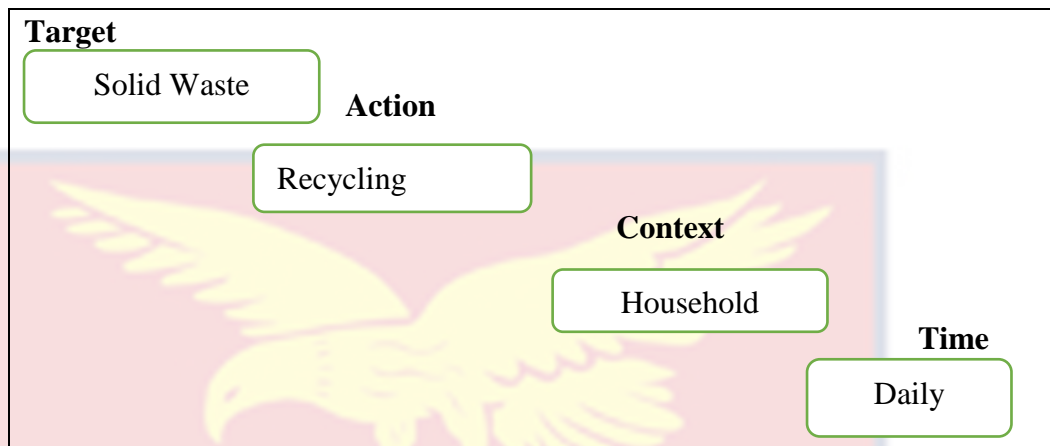 Target
Solid Waste
Action
Recycling
Context
Household
Time
Daily